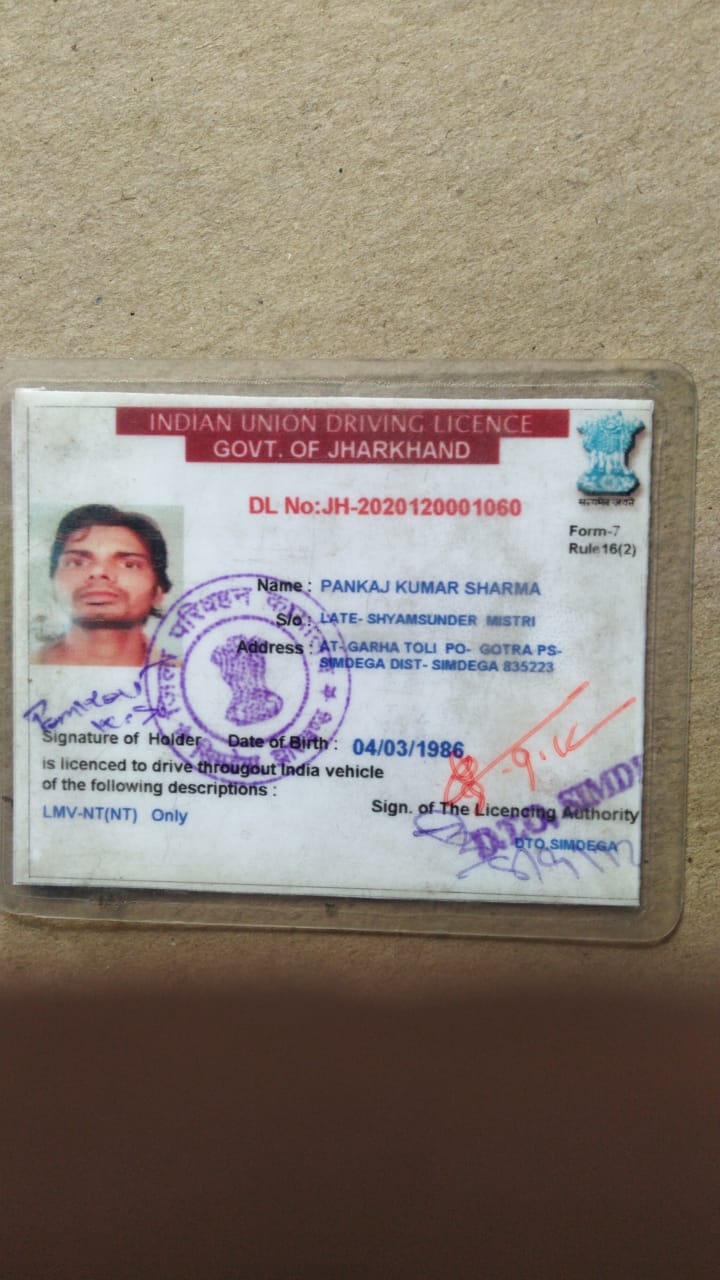 INDIAN UNION DRIVING LICENCE
GOVT. OF JHARKHAND
सत्यमेव जयते
DL No:JH-2020120001060
Form-7
Rule16(2)
Name : PANKAJ KUMAR SHARMA
S/o : LATE- SHYAMSUNDER MISTRI
Address : AT- GARHA TOLI PO- GOTRA PS-
SIMDEGA DIST- SIMDEGA 835223
जिला परिवहन
Signature of Holder Date of Birth : 04/03/1986
is licenced to drive througout India vehicle
of the following descriptions :
LMV-NT(NT) Only
Sign. of The Licencing Authority
D.T.O. SIMD
DTO,SIMDEGA